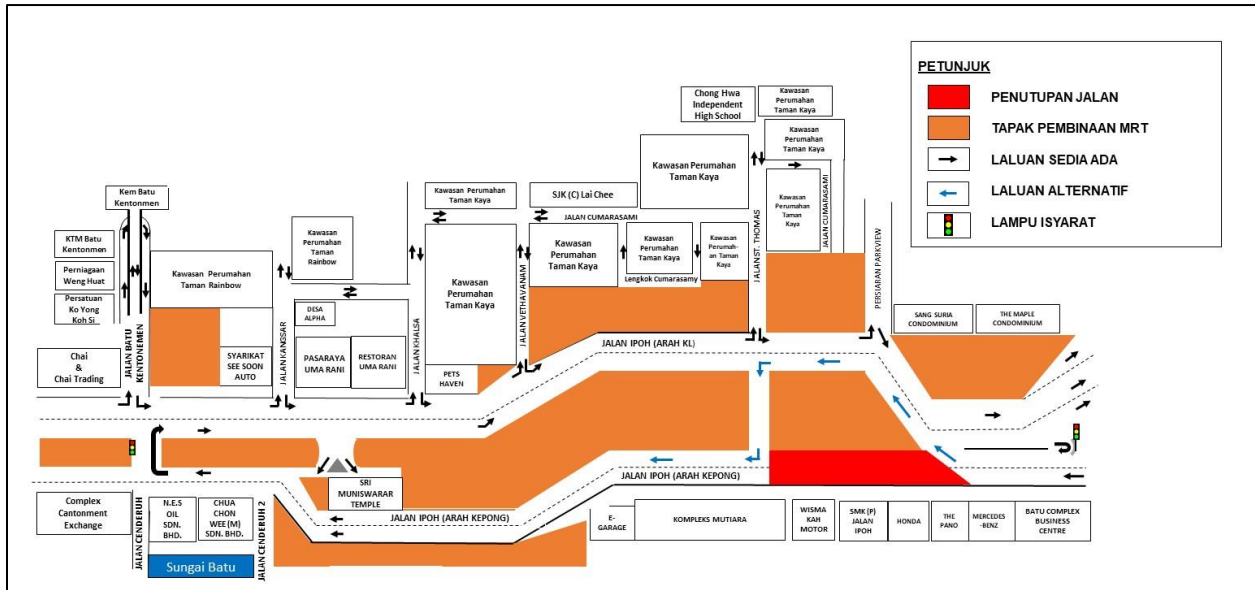 PETUNJUK
PENUTUPAN JALAN
TAPAK PEMBINAAN MRT
LALUAN SEDIA ADA
LALUAN ALTERNATIF
LAMPU ISYARAT
Chong Hwa
Independent
High School
Kawasan
Perumahan
Taman Kaya
Kawasan
Perumahan
Taman Kaya
Kawasan Perumahan
Taman Kaya
Kawasan
Perumahan
Taman
Kaya
JALAN CUMARASAMI
Kem Batu
Kentonmen
KTM Batu
Kentonmen
Perniagaan
Weng Huat
Persatuan
Ko Yong
Koh Si
Chai
&
Chai Trading
JALAN BATU
KENTONEMEN
Kawasan Perumahan
Taman Rainbow
SYARIKAT
SEE SOON
AUTO
JALAN KANGSAR
Kawasan
Perumahan
Taman
Rainbow
DESA
ALPHA
PASARAYA
UMA RANI
RESTORAN
UMA RANI
JALAN KHALSA
Kawasan Perumahan
Taman Kaya
Kawasan
Perumahan
Taman Kaya
PETS
HAVEN
JALAN VETHAVANAM
SJK (C) Lai Chee
JALAN CUMARASAMI
Kawasan
Perumahan
Taman Kaya
Kawasan
Perumahan
Taman Kaya
Lengkok Cumarasamy
Kawasan
Perumah-
an Taman
Kaya
JALAN ST. THOMAS
PERSIARAN PARKVIEW
SANG SURIA
CONDOMINIUM
THE MAPLE
CONDOMINIUM
JALAN IPOH (ARAH KL)
SRI
MUNISWARAR
TEMPLE
JALAN IPOH (ARAH KEPONG)
JALAN IPOH (ARAH KEPONG)
Complex
Cantonment
Exchange
JALAN CENDERUH
N.E.S
OIL
SDN.
BHD.
CHUA
CHON
WEE (M)
SDN. BHD.
JALAN CENDERUH 2
Sungai Batu
E-
GARAGE
KOMPLEKS MUTIARA
WISMA
KAH
MOTOR
SMK (P)
JALAN
IPOH
HONDA
THE
PANO
MERCEDES
-BENZ
BATU COMPLEX
BUSINESS
CENTRE